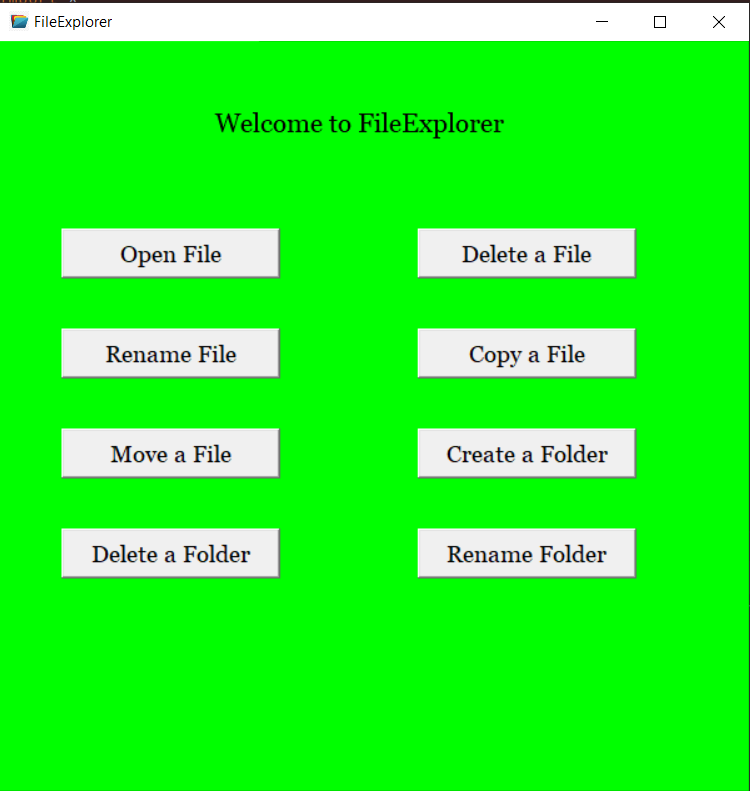 FileExplorer
Welcome to FileExplorer
Open File
Delete a File
Rename File
Copy a File
Move a File
Create a Folder
Delete a Folder
Rename Folder